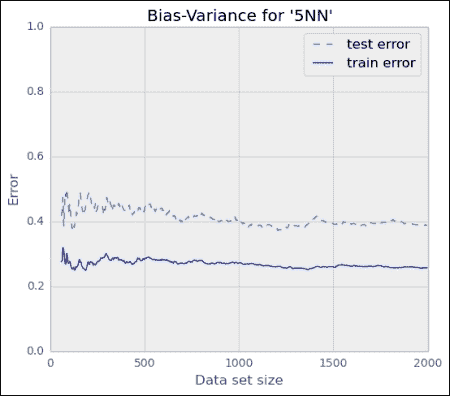 Bias-Variance for '5NN'
1.0
0.8
0.6
0.4
0.2
0.0
Error
test error
train error
0
500
1000
1500
2000
Data set size